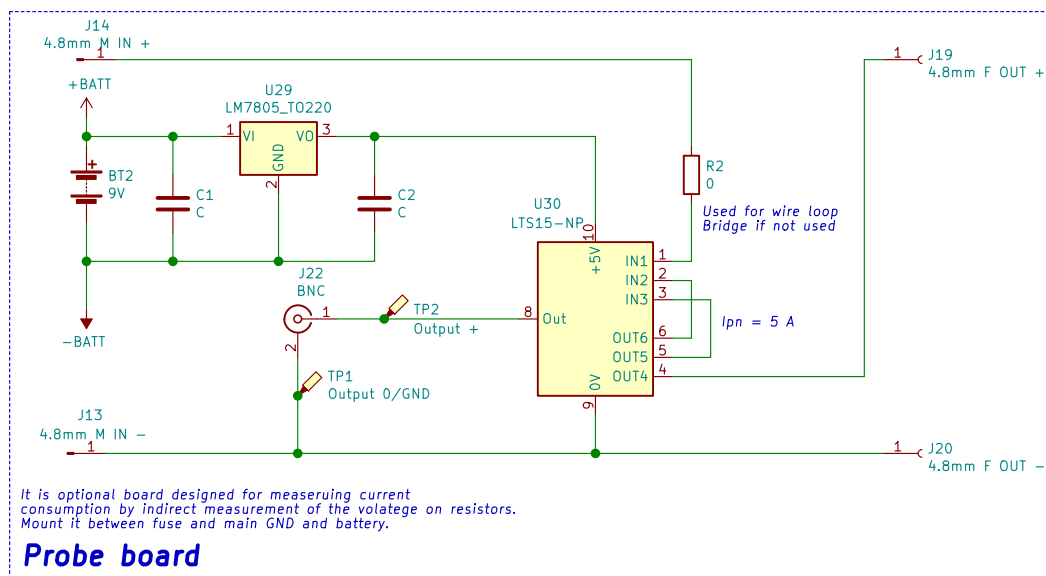 J14
4.8mm M IN +
1
+BATT
BT2
9V
-BATT
C1
C
U29
LM7805_TO220
1
VI
VO
3
GND
2
C2
C
J22
BNC
1
2
TP2
Output +
TP1
Output 0/GND
U30
LTS15-NP
10
+5V
8
Out
0V
9
IN1
1
IN2
2
IN3
3
OUT6
6
OUT5
5
OUT4
4
R2
0
Used for wire loop
Bridge if not used
Ipn = 5 A
1
J19
4.8mm F OUT +
J13
4.8mm M IN -
1
1
J20
4.8mm F OUT -
It is optional board designed for measeruing current
consumption by indirect measurement of the volatege on resistors.
Mount it between fuse and main GND and battery.
Probe board